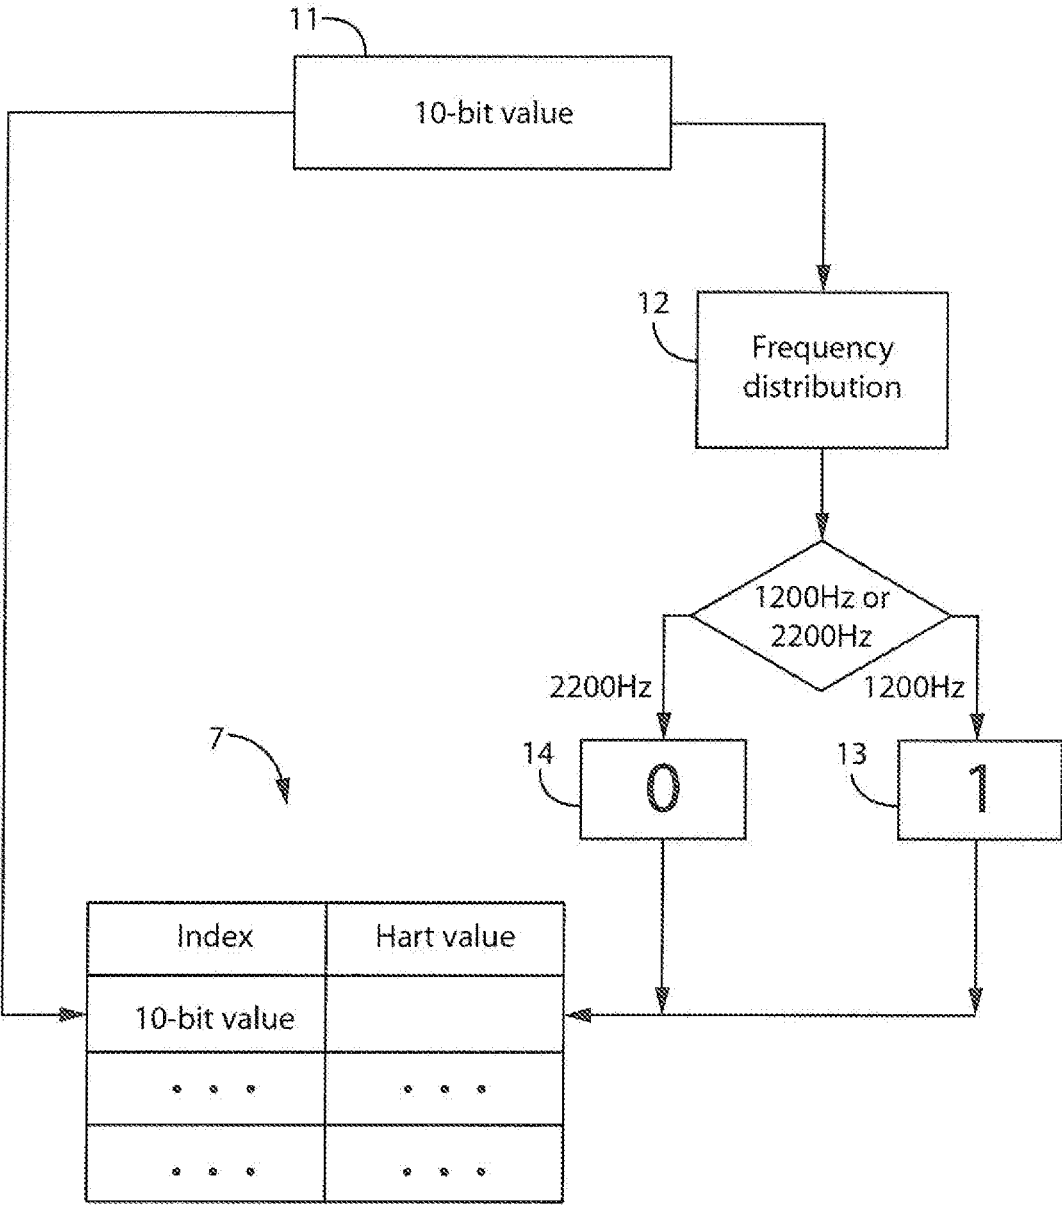 11
10-bit value
12
Frequency
distribution
1200Hz or
2200Hz
2200Hz
1200Hz
7
14
0
13
1
Index
Hart value
10-bit value
• • •
• • •
• • •
• • •